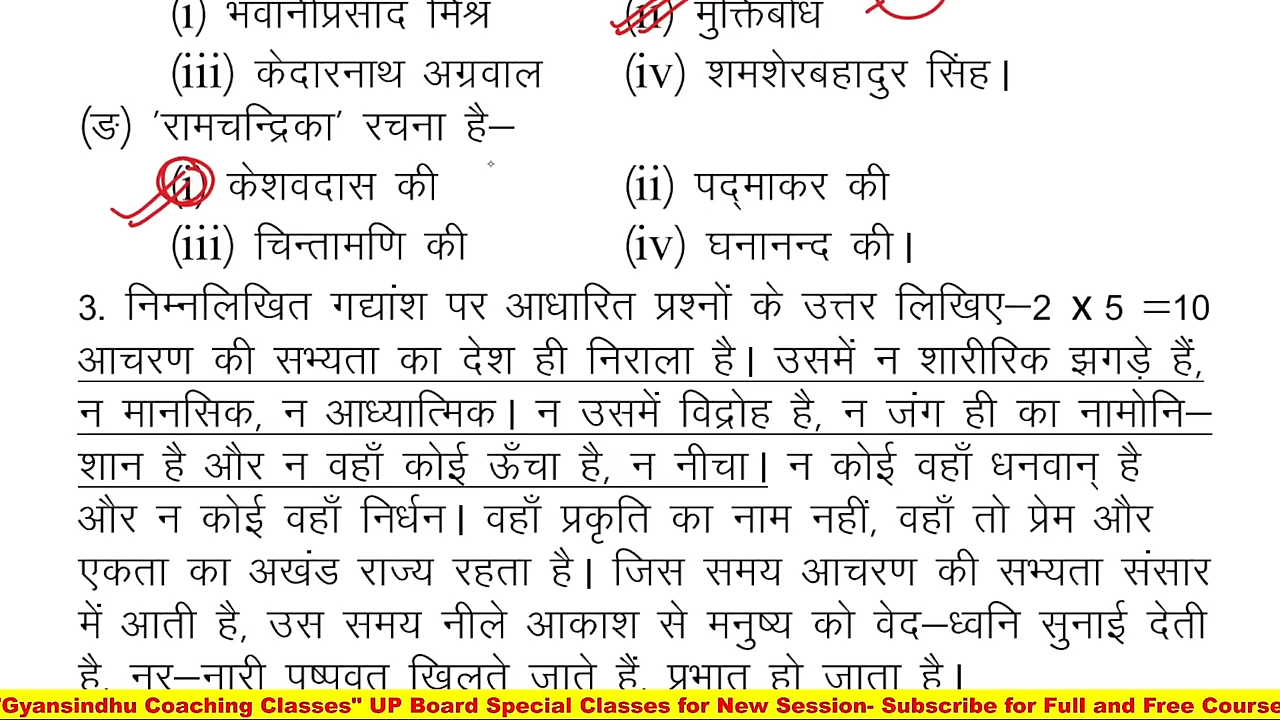 (i) भवानीप्रसाद मिश्र (ii) मुक्तिबोध
(iii) केदारनाथ अग्रवाल (iv) शमशेरबहादुर सिंह।
(ङ) 'रामचन्द्रिका' रचना है–
(i) केशवदास की (ii) पद्‌माकर की
(iii) चिन्तामणि की (iv) घनानन्द की।
3. निम्नलिखित गद्यांश पर आधारित प्रश्नों के उत्तर लिखिए–2 x 5 =10
आचरण की सभ्यता का देश ही निराला है। उसमें न शारीरिक झगड़े हैं,
न मानसिक, न आध्यात्मिक। न उसमें विद्रोह है, न जंग ही का नामोनि–
शान है और न वहाँ कोई ऊँचा है, न नीचा। न कोई वहाँ धनवान् है
और न कोई वहाँ निर्धन। वहाँ प्रकृति का नाम नहीं, वहाँ तो प्रेम और
एकता का अखंड राज्य रहता है। जिस समय आचरण की सभ्यता संसार
में आती है, उस समय नीले आकाश से मनुष्य को वेद–ध्वनि सुनाई देती
है, नर–नारी पुष्पवत् खिलते जाते हैं, प्रभात हो जाता है।
"Gyansindhu Coaching Classes" UP Board Special Classes for New Session- Subscribe for Full and Free Course